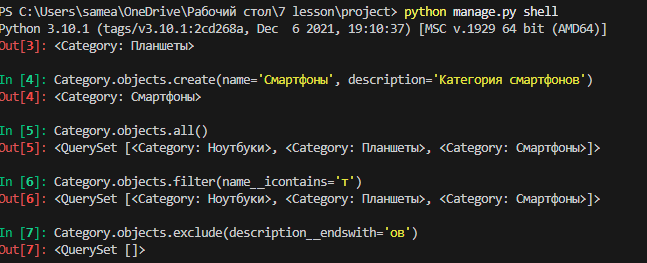 PS C:\Users\samea\OneDrive\Рабочий стол\7 lesson\project> python manage.py shell
Python 3.10.1 (tags/v3.10.1:2cd268a, Dec  6 2021, 19:10:37) [MSC v.1929 64 bit (AMD64)]
Out[3]: <Category: Планшеты>
In [4]: Category.objects.create(name='Смартфоны', description='Категория смартфонов')
Out[4]: <Category: Смартфоны>
In [5]: Category.objects.all()
Out[5]: <QuerySet [<Category: Ноутбуки>, <Category: Планшеты>, <Category: Смартфоны>]>
In [6]: Category.objects.filter(name__icontains='т')
Out[6]: <QuerySet [<Category: Ноутбуки>, <Category: Планшеты>, <Category: Смартфоны>]>
In [7]: Category.objects.exclude(description__endswith='ов')
Out[7]: <QuerySet []>